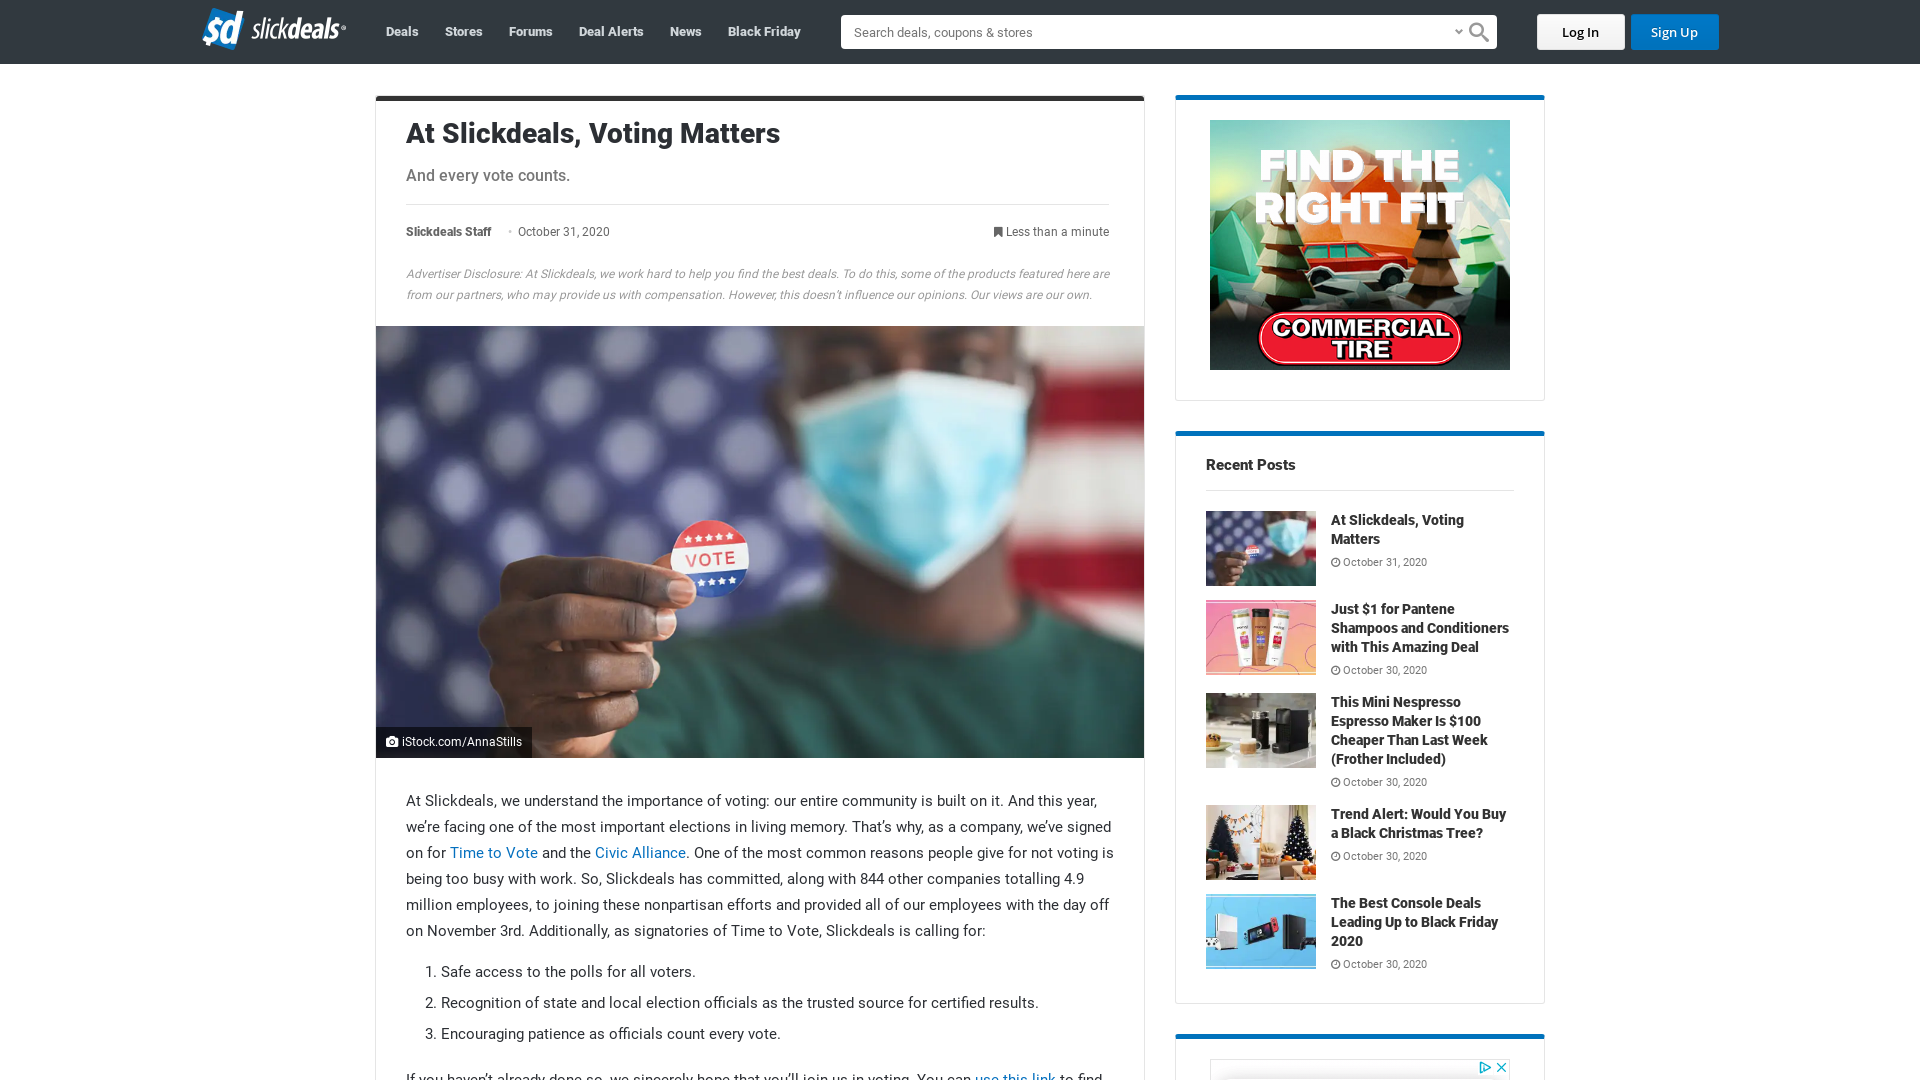 sd slickdeals
Deals
Stores
Forums
Deal Alerts
News
Black Friday
Search deals, coupons & stores
Log In
Sign Up
At Slickdeals, Voting Matters
And every vote counts.
Slickdeals Staff • October 31, 2020
Less than a minute
Advertiser Disclosure: At Slickdeals, we work hard to help you find the best deals. To do this, some of the products featured here are
from our partners, who may provide us with compensation. However, this doesn’t influence our opinions. Our views are our own.
VOTE
iStock.com/AnnaStills
At Slickdeals, we understand the importance of voting: our entire community is built on it. And this year,
we’re facing one of the most important elections in living memory. That’s why, as a company, we’ve signed
on for Time to Vote and the Civic Alliance. One of the most common reasons people give for not voting is
being too busy with work. So, Slickdeals has committed, along with 844 other companies totalling 4.9
million employees, to joining these nonpartisan efforts and provided all of our employees with the day off
on November 3rd. Additionally, as signatories of Time to Vote, Slickdeals is calling for:
1. Safe access to the polls for all voters.
2. Recognition of state and local election officials as the trusted source for certified results.
3. Encouraging patience as officials count every vote.
If you haven’t already done so, we sincerely hope that you’ll join us in voting. You can use this link to find
FIND THE
RIGHT FIT
COMMERCIAL
TIRE
Recent Posts
At Slickdeals, Voting
Matters
October 31, 2020
Just $1 for Pantene
Shampoos and Conditioners
with This Amazing Deal
October 30, 2020
This Mini Nespresso
Espresso Maker Is $100
Cheaper Than Last Week
(Frother Included)
October 30, 2020
Trend Alert: Would You Buy
a Black Christmas Tree?
October 30, 2020
The Best Console Deals
Leading Up to Black Friday
2020
October 30, 2020